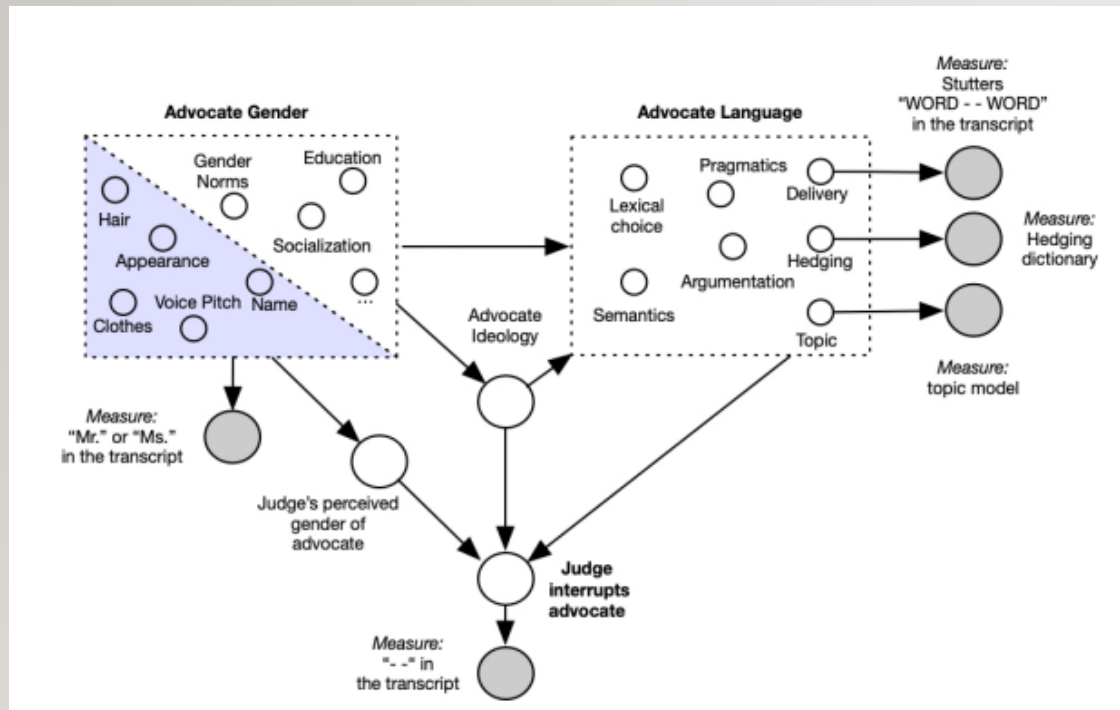 Advocate Gender
Gender
Norms
Education
Hair
Socialization
Appearance
...
Clothes
Voice Pitch
Name
Advocate Language
Lexical
choice
Pragmatics
Delivery
Argumentation
Hedging
Semantics
Topic
Measure:
Stutters
"WORD - - WORD"
in the transcript
Measure:
Hedging
dictionary
Measure:
topic model
Advocate
Ideology
Measure:
"Mr." or "Ms."
in the transcript
Judge's perceived
gender of
advocate
Judge
interrupts
advocate
Measure:
"- -" in
the transcript